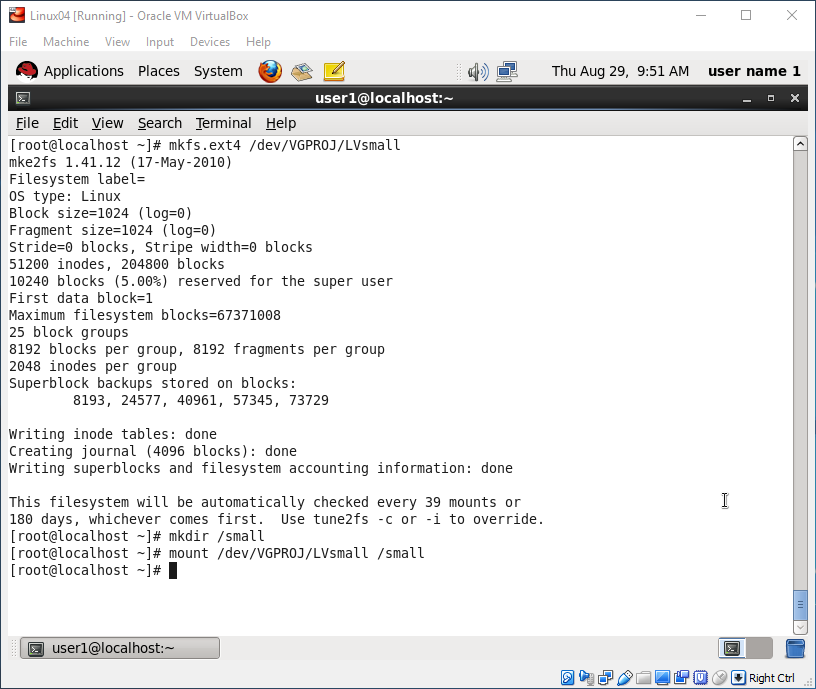 Linux04 [Running] - Oracle VM VirtualBox
File Machine View Input Devices Help
Applications Places System Thu Aug 29, 9:51 AM user name 1
user1@localhost:~
File Edit View Search Terminal Help
[root@localhost ~]# mkfs.ext4 /dev/VGPROJ/LVsmall
mke2fs 1.41.12 (17-May-2010)
Filesystem label=
OS type: Linux
Block size=1024 (log=0)
Fragment size=1024 (log=0)
Stride=0 blocks, Stripe width=0 blocks
51200 inodes, 204800 blocks
10240 blocks (5.00%) reserved for the super user
First data block=1
Maximum filesystem blocks=67371008
25 block groups
8192 blocks per group, 8192 fragments per group
2048 inodes per group
Superblock backups stored on blocks:
8193, 24577, 40961, 57345, 73729
Writing inode tables: done
Creating journal (4096 blocks): done
Writing superblocks and filesystem accounting information: done
This filesystem will be automatically checked every 39 mounts or
180 days, whichever comes first.  Use tune2fs -c or -i to override.
[root@localhost ~]# mkdir /small
[root@localhost ~]# mount /dev/VGPROJ/LVsmall /small
[root@localhost ~]#
user1@localhost:~
Right Ctrl